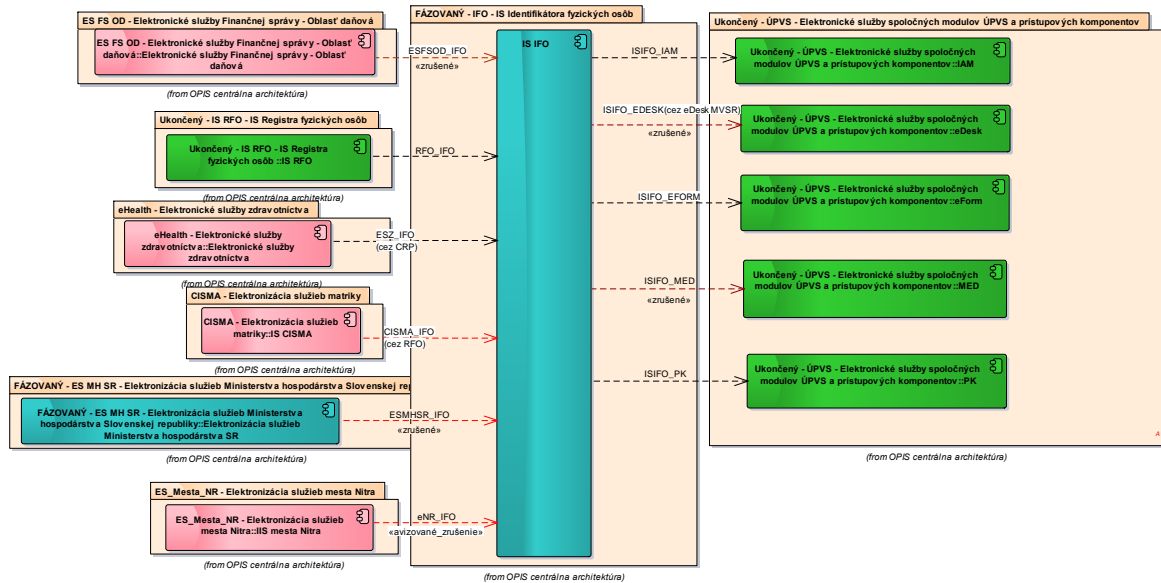 ES FS OD - Elektronické služby Finančnej správy - Oblasť daňová
ES FS OD - Elektronické služby Finančnej správy - Oblasť
daňová::Elektronické služby Finančnej správy - Oblasť
daňová
(from OPIS centrálna architektúra)
ESFSOD_IFO
«zrušené»
Ukončený - IS RFO - IS Registra fyzických osôb
Ukončený - IS RFO - IS Registra
fyzických osôb ::IS RFO
(from OPIS centrálna architektúra)
RFO_IFO
eHealth - Elektronické služby zdravotníctva
eHealth - Elektronické služby
zdravotníctva::Elektronické služby
zdravotníctva
(from OPIS centrálna architektúra)
ESZ_IFO
(cez CRP)
CISMA - Elektronizácia služieb matriky
CISMA - Elektronizácia služieb
matriky::IS CISMA
(from OPIS centrálna architektúra)
CISMA_IFO
(cez RFO)
FÁZOVANÝ - ES MH SR - Elektronizácia služieb Ministerstva hospodárstva Slovenskej rep
FÁZOVANÝ - ES MH SR - Elektronizácia služieb Ministerstva
hospodárstva Slovenskej republiky::Elektronizácia služieb
Ministerstva hospodárstva SR
(from OPIS centrálna architektúra)
ESMHSR_IFO
«zrušené»
ES_Mesta_NR - Elektronizácia služieb mesta Nitra
ES_Mesta_NR - Elektronizácia služieb
mesta Nitra::IIS mesta Nitra
(from OPIS centrálna architektúra)
eNR_IFO
«avizované_zrušenie»
FÁZOVANÝ - IFO - IS Identifikátora fyzických osôb
IS IFO
(from OPIS centrálna architektúra)
ISIFO_IAM
ISIFO_EDESK(cez eDesk MVSR)
«zrušené»
ISIFO_EFORM
ISIFO_MED
«zrušené»
ISIFO_PK
Ukončený - ÚPVS - Elektronické služby spoločných modulov ÚPVS a prístupových komponentov
Ukončený - ÚPVS - Elektronické služby spoločných
modulov ÚPVS a prístupových komponentov::IAM
Ukončený - ÚPVS - Elektronické služby spoločných
modulov ÚPVS a prístupových komponentov::eDesk
Ukončený - ÚPVS - Elektronické služby spoločných
modulov ÚPVS a prístupových komponentov::eForm
Ukončený - ÚPVS - Elektronické služby spoločných
modulov ÚPVS a prístupových komponentov::MED
Ukončený - ÚPVS - Elektronické služby spoločných
modulov ÚPVS a prístupových komponentov::PK
A
(from OPIS centrálna architektúra)